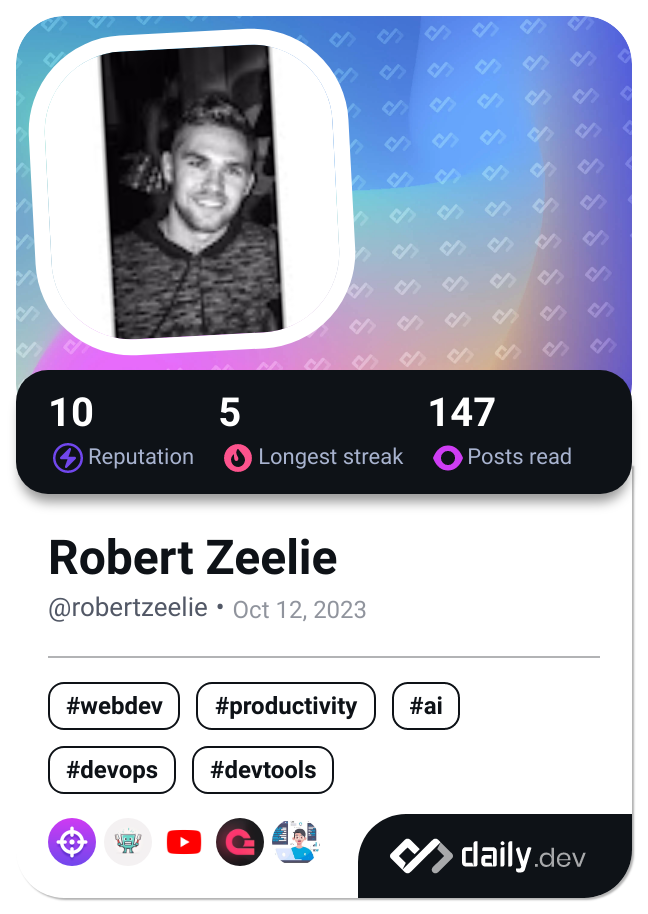 10 5 147
Reputation Longest streak Posts read
Robert Zeelie
@robertzeelie • Oct 12, 2023
#webdev #productivity #ai
#devops #devtools
daily.dev